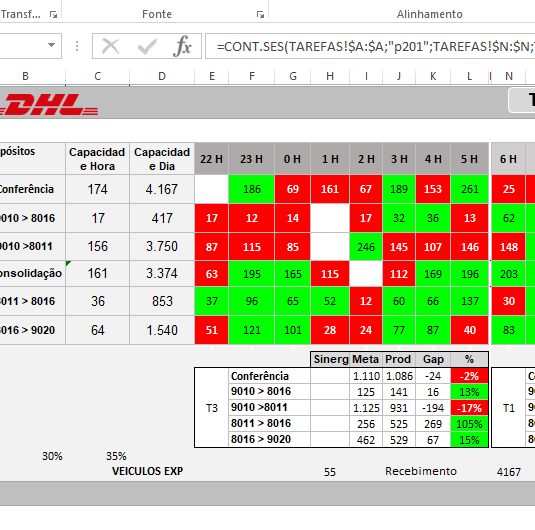 Transf...
Fonte
Alinhamento
fx
=CONT.SES(TAREFAS!$A:$A;"p201";TAREFAS!$N:$N;
B C D E F G H I J K L N
DHL
T
pósitos Capacidad e Hora Capacidad e Dia 22 H 23 H 0 H 1 H 2 H 3 H 4 H 5 H 6 H
Conferência 174 4.167 186 69 161 67 189 153 261 25
9010 > 8016 17 417 17 12 14 17 32 36 13 62
9010 >8011 156 3.750 87 115 85 246 145 107 146 148
onsolidação 161 3.374 63 195 165 115 112 169 196 203
8011 > 8016 36 853 37 96 65 52 12 60 66 137 30
8016 > 9020 64 1.540 51 121 101 28 24 77 87 40 83
Sinerg Meta Prod Gap %
Conferência 1.110 1.086 -24 -2%
9010 > 8016 125 141 16 13%
T3 9010 >8011 1.125 931 -194 -17% T1
8011 > 8016 256 525 269 105%
8016 > 9020 462 529 67 15%
30% 35%
VEICULOS EXP 55 Recebimento 4167